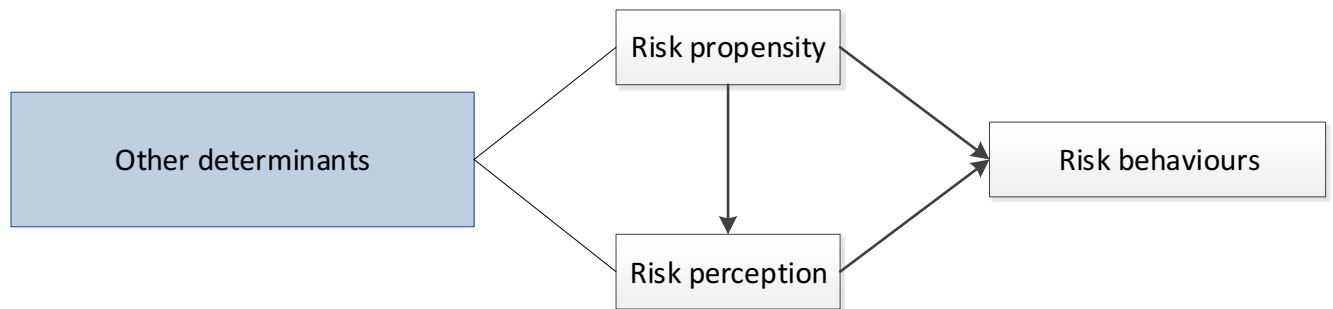 Risk propensity
Other determinants
Risk behaviours
Risk perception